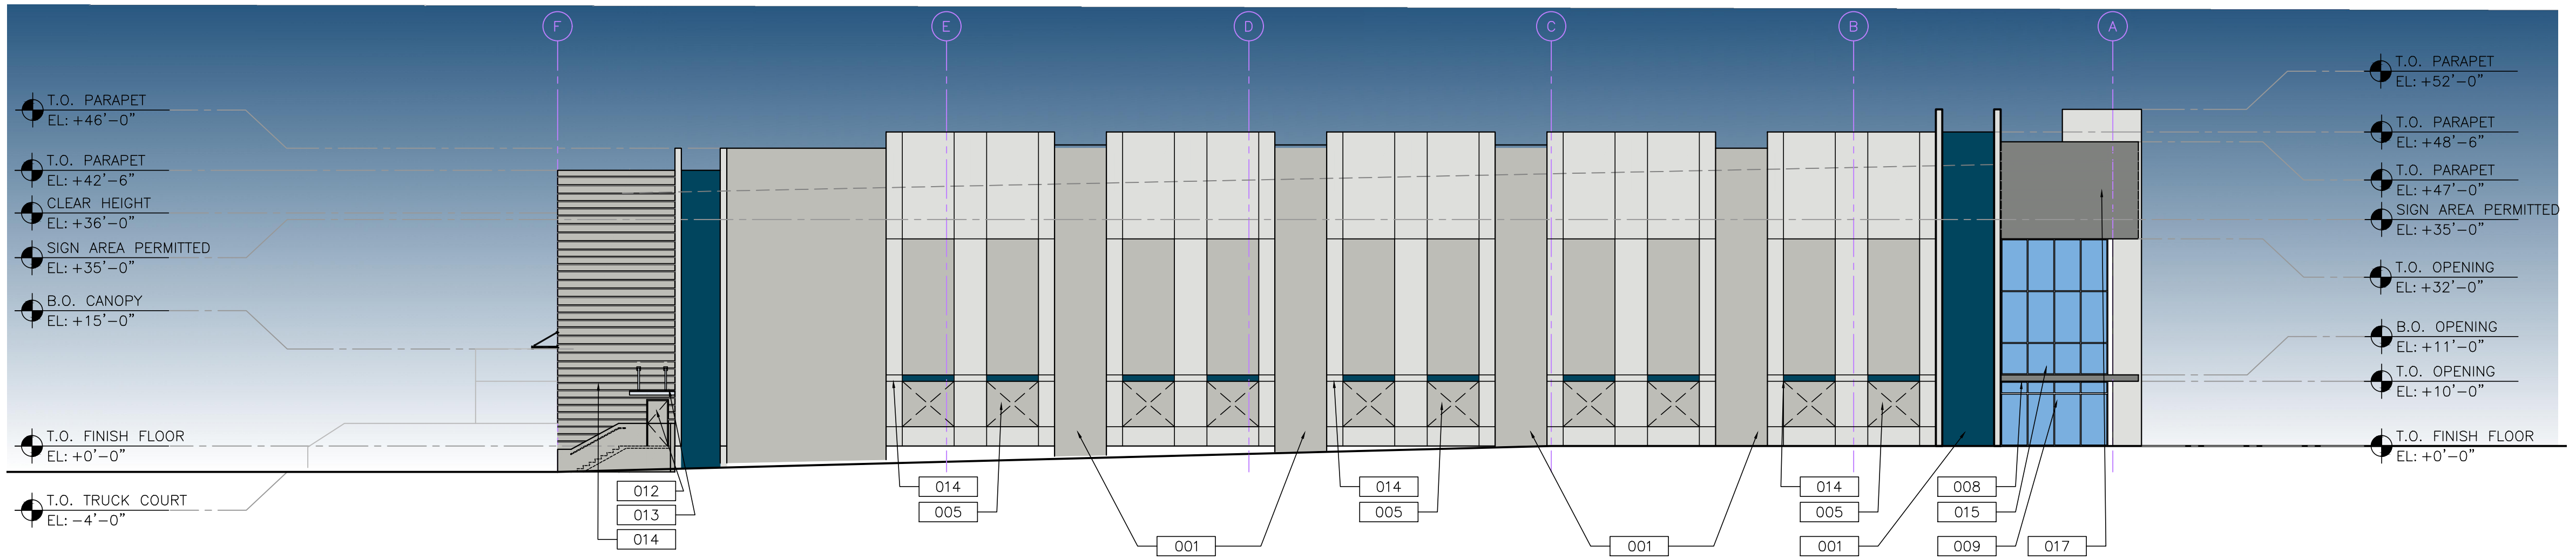 F
E
D
C
B
A
T.O. PARAPET
EL: +46'-0"
T.O. PARAPET
EL: +42'-6"
CLEAR HEIGHT
EL: +36'-0"
SIGN AREA PERMITTED
EL: +35'-0"
B.O. CANOPY
EL: +15'-0"
T.O. FINISH FLOOR
EL: +0'-0"
T.O. TRUCK COURT
EL: -4'-0"
T.O. PARAPET
EL: +52'-0"
T.O. PARAPET
EL: +48'-6"
T.O. PARAPET
EL: +47'-0"
SIGN AREA PERMITTED
EL: +35'-0"
T.O. OPENING
EL: +32'-0"
B.O. OPENING
EL: +11'-0"
T.O. OPENING
EL: +10'-0"
T.O. FINISH FLOOR
EL: +0'-0"
012
013
014
014
005
001
014
005
001
014
005
001
008
015
009
017